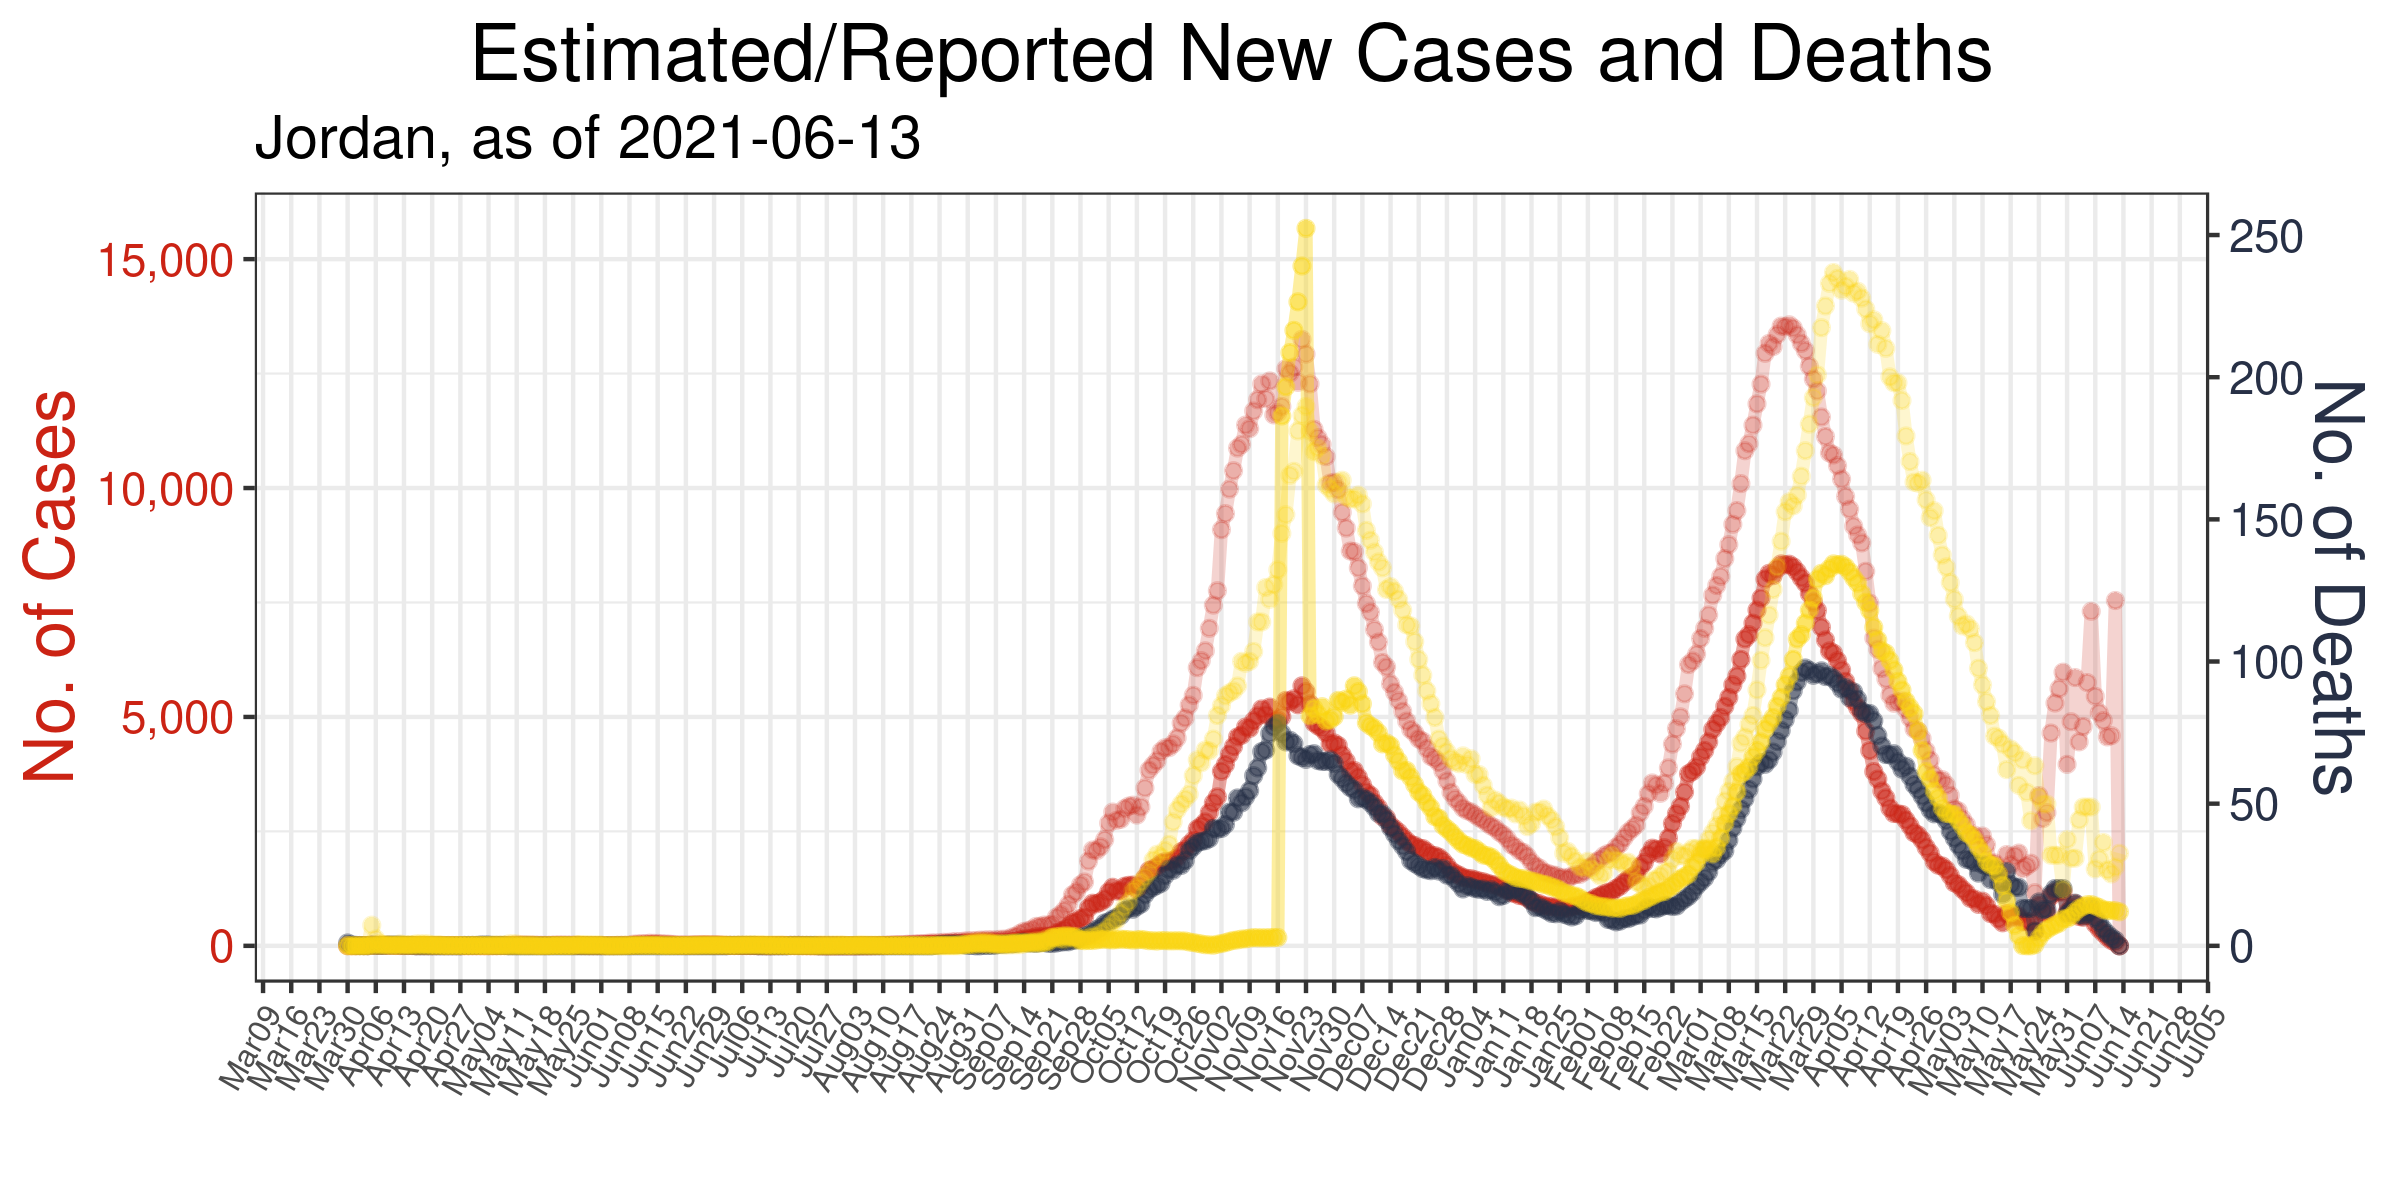 Estimated/Reported New Cases and Deaths
Jordan, as of 2021-06-13
No. of Cases
15,000
10,000
5,000
0
250
200
150
100
50
0
No. of Deaths
Mar09
Mar16
Mar23
Mar30
Apr06
Apr13
Apr20
Apr27
May04
May11
May18
May25
Jun01
Jun08
Jun15
Jun22
Jun29
Jul06
Jul13
Jul20
Jul27
Aug03
Aug10
Aug17
Aug24
Aug31
Sep07
Sep14
Sep21
Sep28
Oct05
Oct12
Oct19
Oct26
Nov02
Nov09
Nov16
Nov23
Nov30
Dec07
Dec14
Dec21
Dec28
Jan04
Jan11
Jan18
Jan25
Feb01
Feb08
Feb15
Feb22
Mar01
Mar08
Mar15
Mar22
Mar29
Apr05
Apr12
Apr19
Apr26
May03
May10
May17
May24
May31
Jun07
Jun14
Jun21
Jun28
Jul05